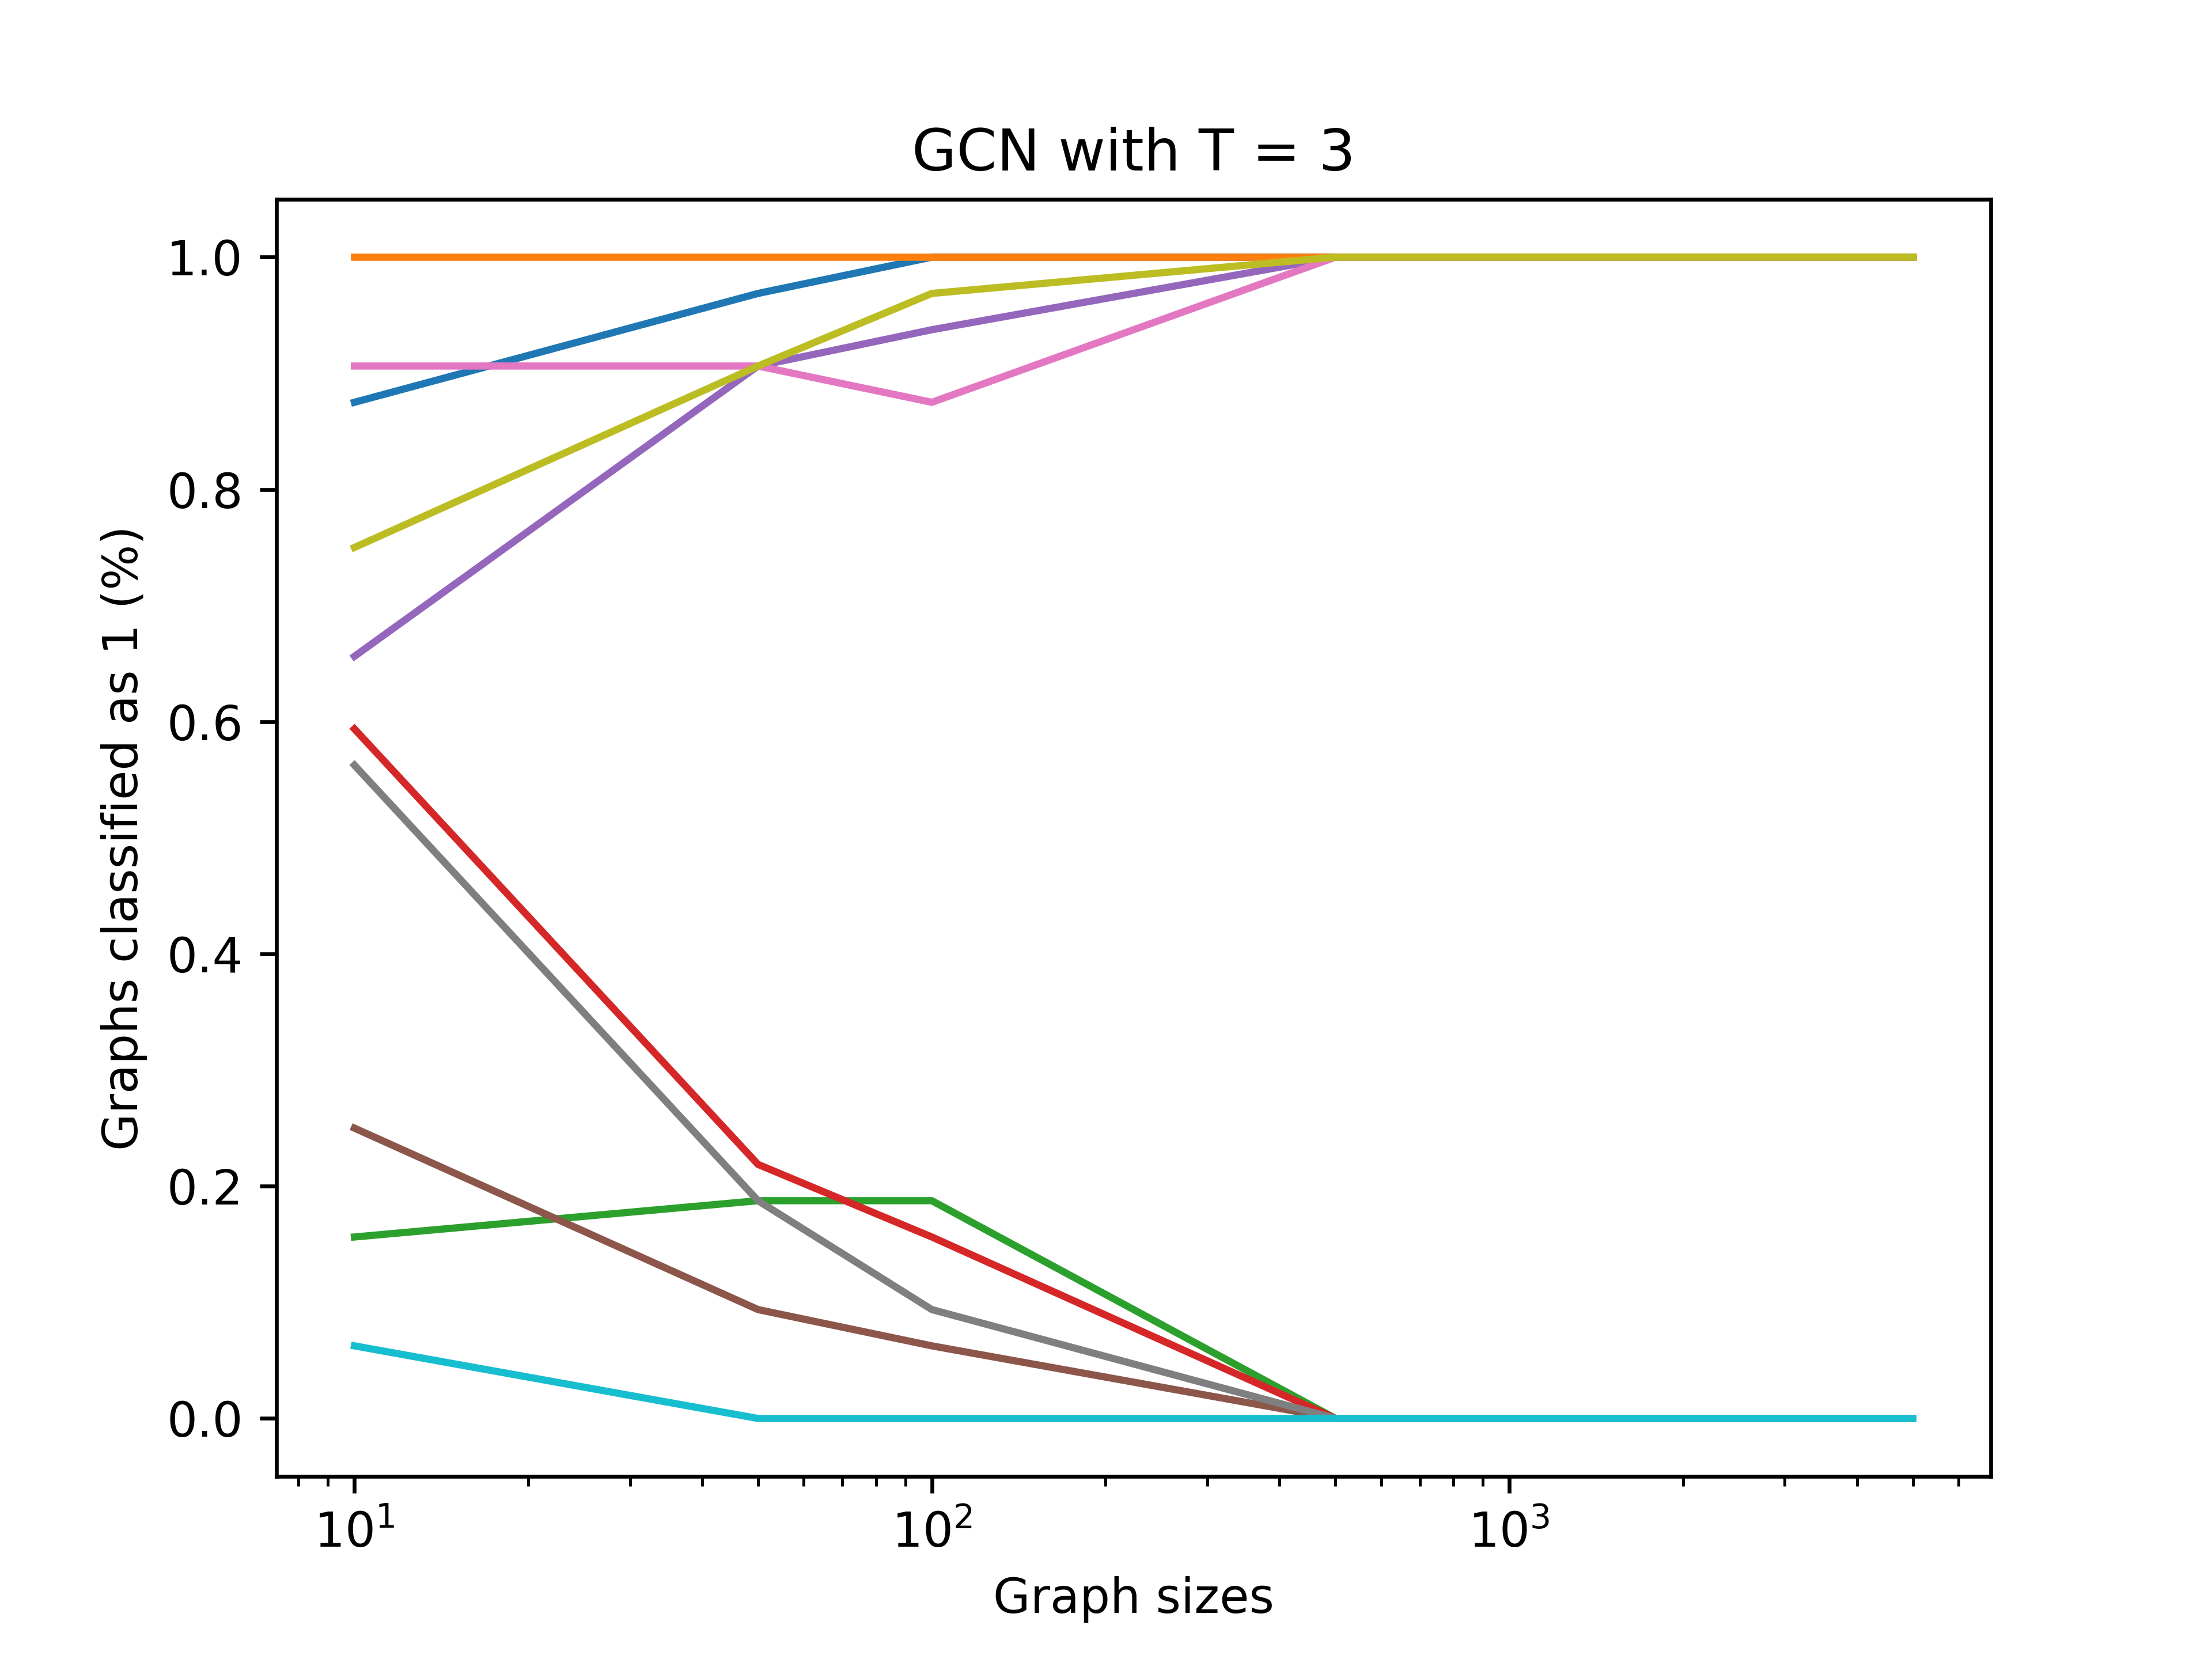 GCN with T = 3
1.0
0.8
0.6
0.4
0.2
0.0
Graphs classified as 1 (%)
10¹ 10² 10³
Graph sizes